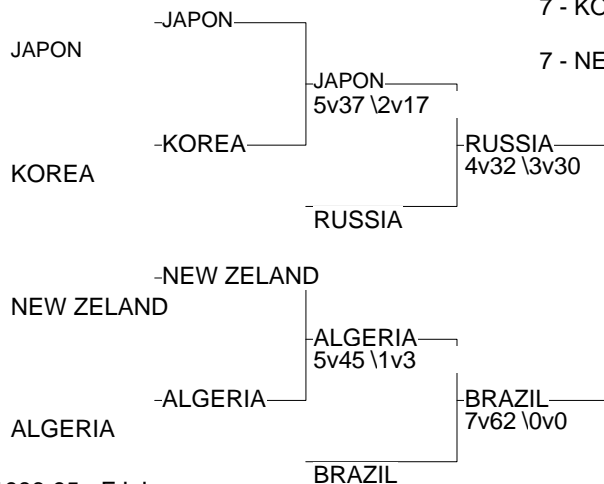 7 - KO
JAPON
JAPON
7 - NE
JAPON
5v37 \2v17
KOREA
RUSSIA
4v32 \3v30
KOREA
RUSSIA
NEW ZELAND
NEW ZELAND
ALGERIA
5v45 \1v3
ALGERIA
BRAZIL
7v62 \0v0
ALGERIA
BRAZIL